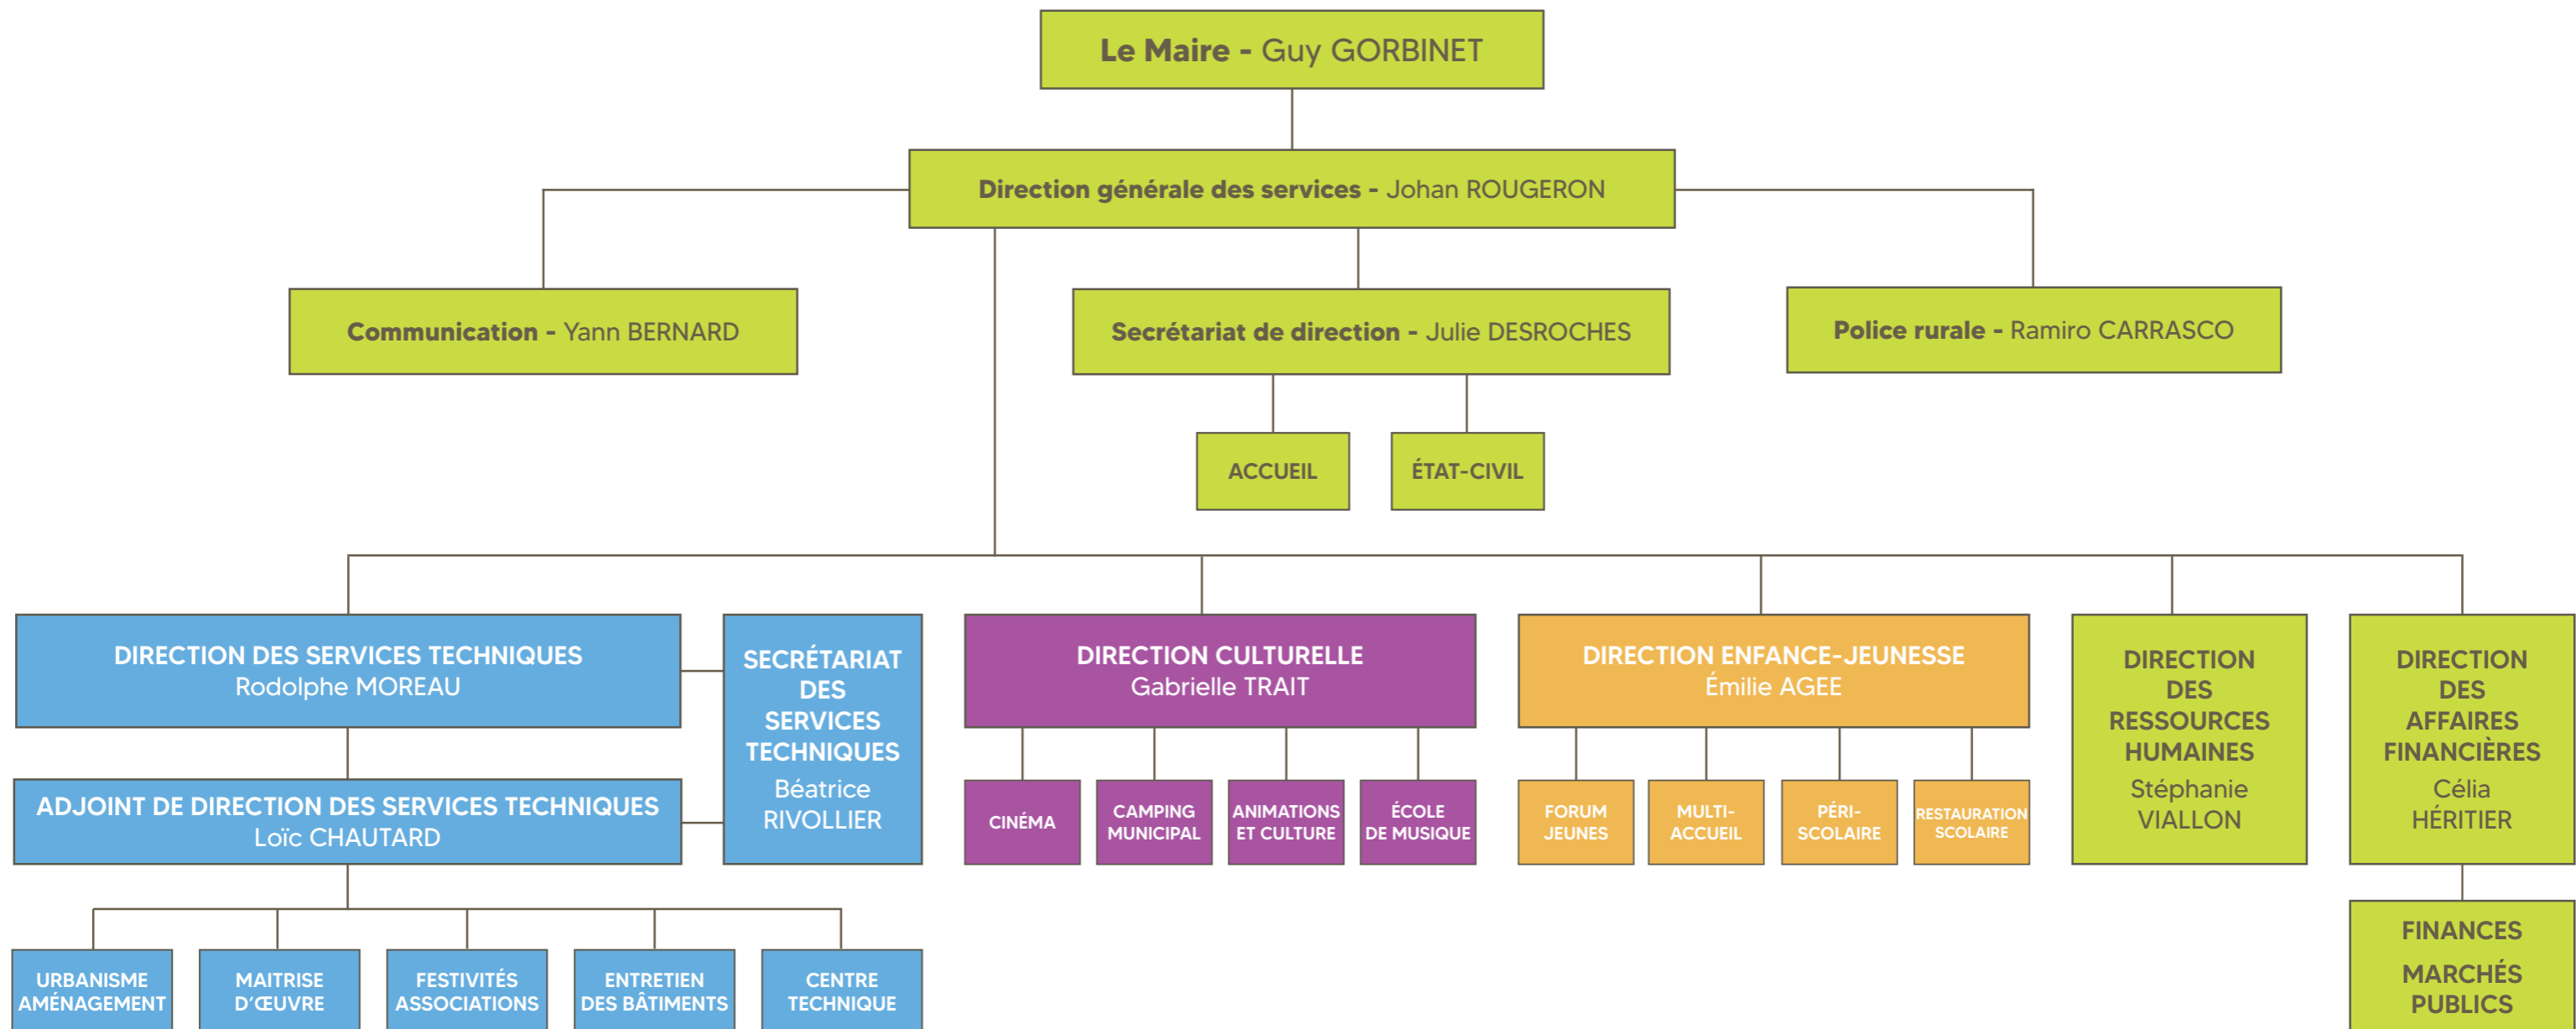 Le Maire - Guy GORBINET
Direction générale des services - Johan ROUGERON
Communication - Yann BERNARD
Secrétariat de direction - Julie DESROCHES
Police rurale - Ramiro CARRASCO
ACCUEIL
ÉTAT-CIVIL
DIRECTION DES SERVICES TECHNIQUES
Rodolphe MOREAU
SECRÉTARIAT
DES
SERVICES
TECHNIQUES
Béatrice
RIVOLLIER
ADJOINT DE DIRECTION DES SERVICES TECHNIQUES
Loïc CHAUTARD
URBANISME
AMÉNAGEMENT
MAITRISE
D'ŒUVRE
FESTIVITÉS
ASSOCIATIONS
ENTRETIEN
DES BÂTIMENTS
CENTRE
TECHNIQUE
DIRECTION CULTURELLE
Gabrielle TRAIT
CINÉMA
CAMPING
MUNICIPAL
ANIMATIONS
ET CULTURE
ÉCOLE
DE MUSIQUE
DIRECTION ENFANCE-JEUNESSE
Émilie AGEE
FORUM
JEUNES
MULTI-
ACCUEIL
PÉRI-
SCOLAIRE
RESTAURATION
SCOLAIRE
DIRECTION
DES
RESSOURCES
HUMAINES
Stéphanie
VIALLON
DIRECTION
DES
AFFAIRES
FINANCIÈRES
Célia
HÉRITIER
FINANCES
MARCHÉS
PUBLICS